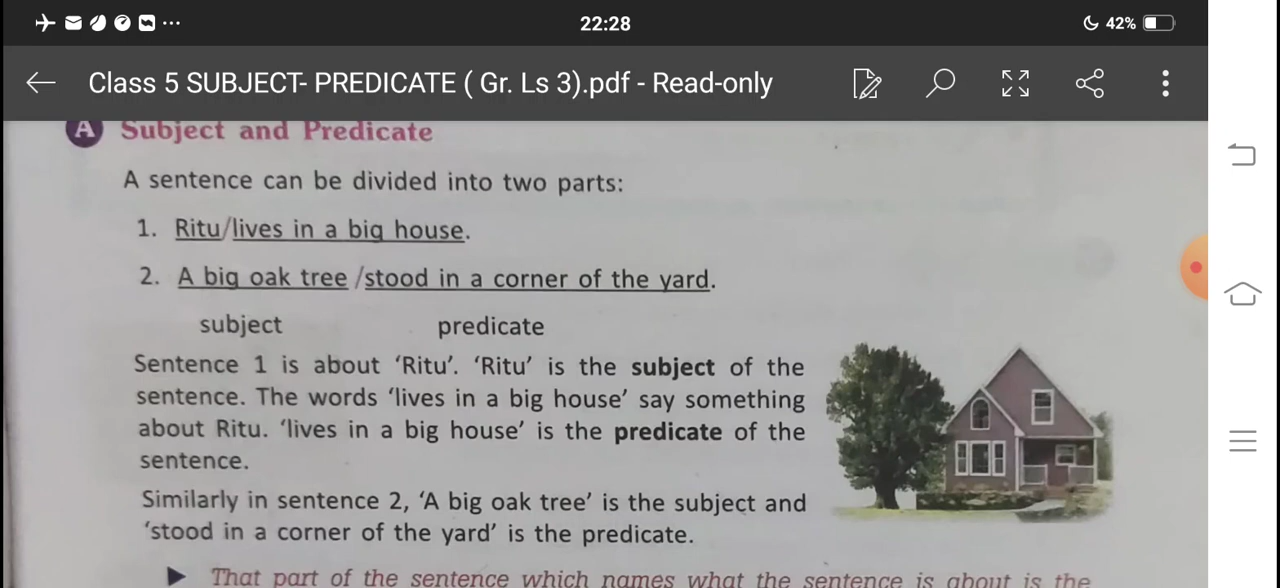 22:28
42%
Class 5 SUBJECT- PREDICATE ( Gr. Ls 3).pdf - Read-only
A Subject and Predicate
A sentence can be divided into two parts:
1. Ritu/lives in a big house.
2. A big oak tree /stood in a corner of the yard.
subject predicate
Sentence 1 is about ‘Ritu’. ‘Ritu’ is the subject of the
sentence. The words ‘lives in a big house’ say something
about Ritu. ‘lives in a big house’ is the predicate of the
sentence.
Similarly in sentence 2, ‘A big oak tree’ is the subject and
‘stood in a corner of the yard’ is the predicate.
That part of the sentence which names what the sentence is about is the